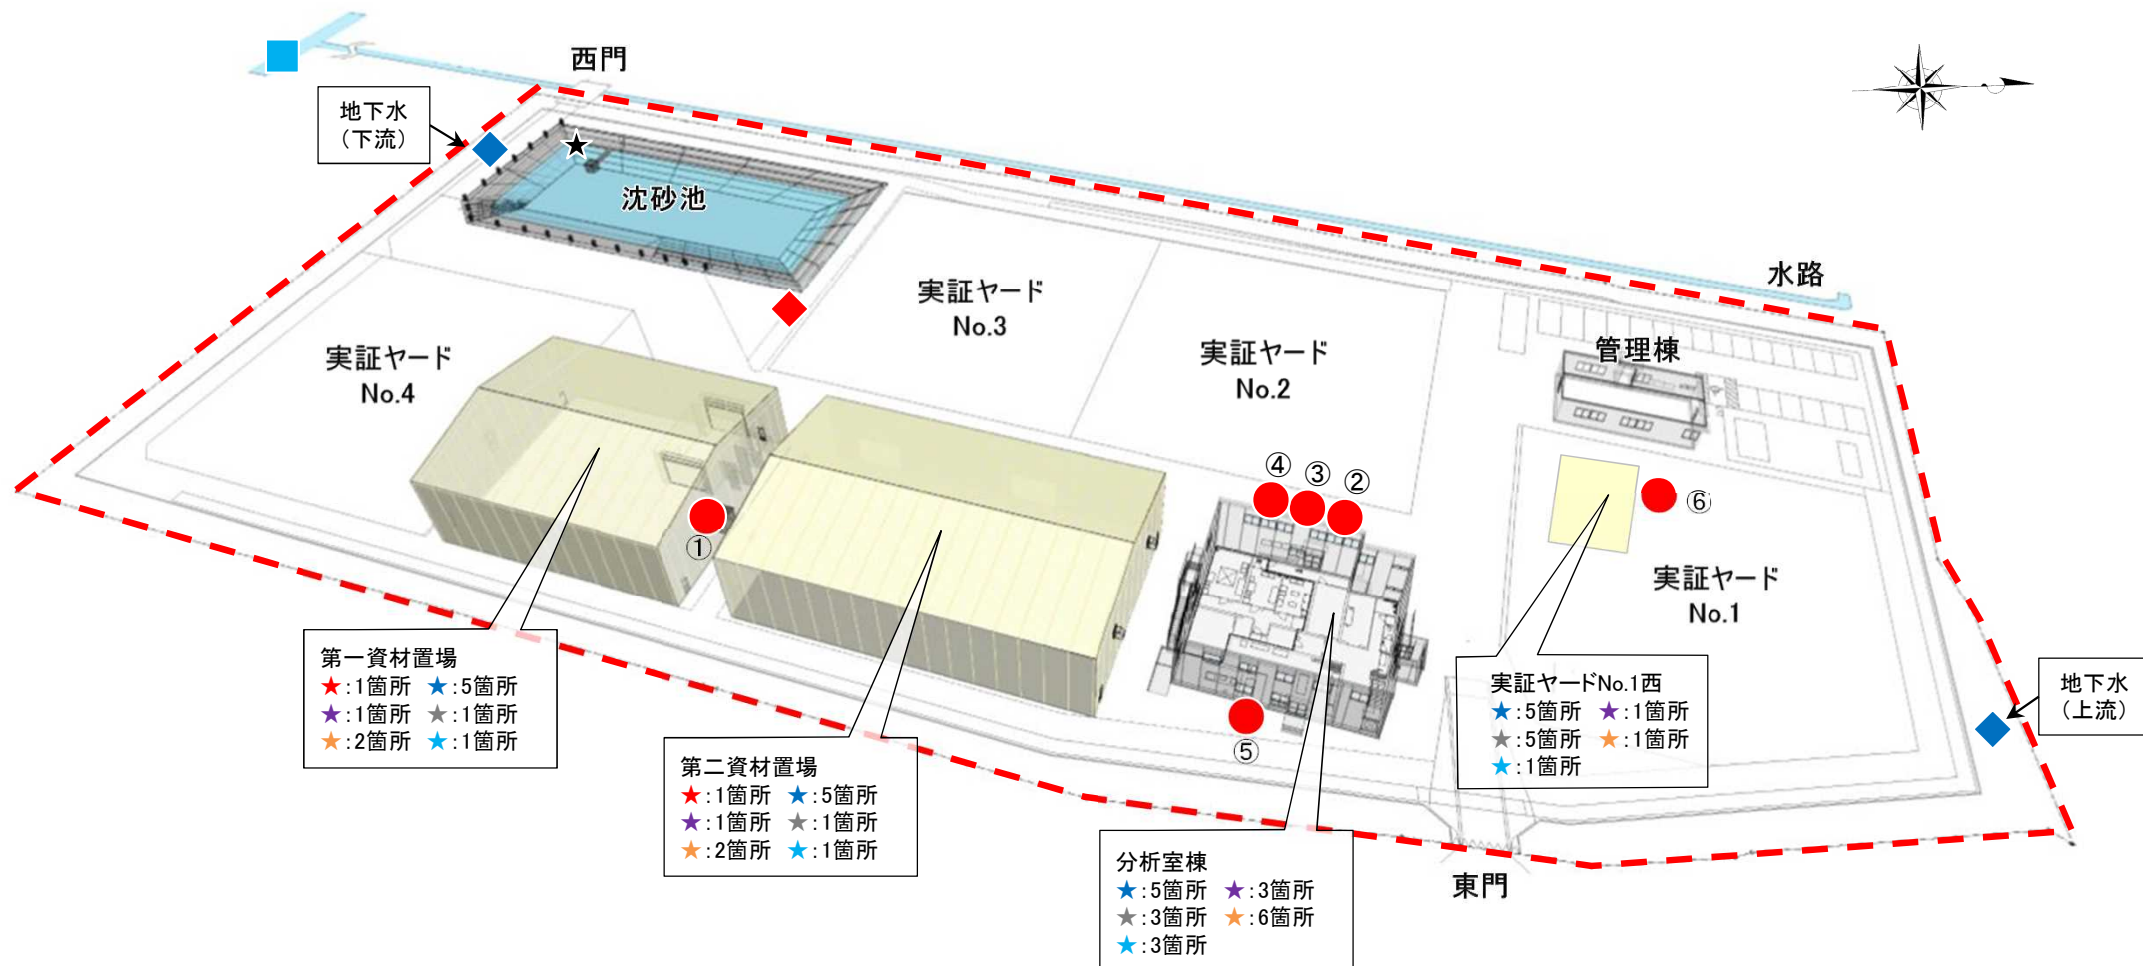 西門
地下水
（下流）
沈砂池
水路
実証ヤード
No.3
実証ヤード
No.4
実証ヤード
No.2
管理棟
④ ③ ②
⑥
①
実証ヤード
No.1
⑤
第一資材置場
★：1箇所 ★：5箇所
★：1箇所 ★：1箇所
★：2箇所 ★：1箇所
実証ヤードNo.1西
★：5箇所 ★：1箇所
★：5箇所 ★：1箇所
★：1箇所
地下水
（上流）
第二資材置場
★：1箇所 ★：5箇所
★：1箇所 ★：1箇所
★：2箇所 ★：1箇所
分析室棟
★：5箇所 ★：3箇所
★：3箇所 ★：6箇所
★：3箇所
東門